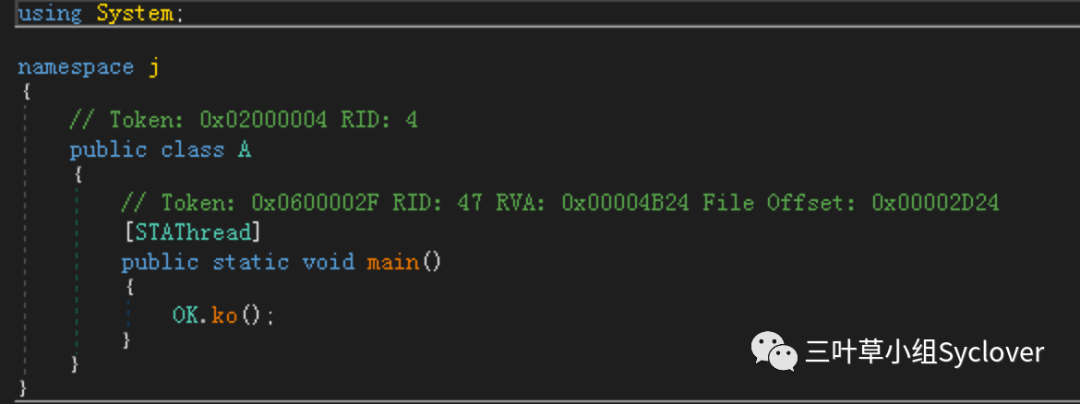 using System;
namespace j
{
// Token: 0x02000004 RID: 4
public class A
{
// Token: 0x0600002F RID: 47 RVA: 0x00004B24 File Offset: 0x00002D24
[STAThread]
public static void main()
{
OK.ko();
}
}
}
三叶草小组Syclover